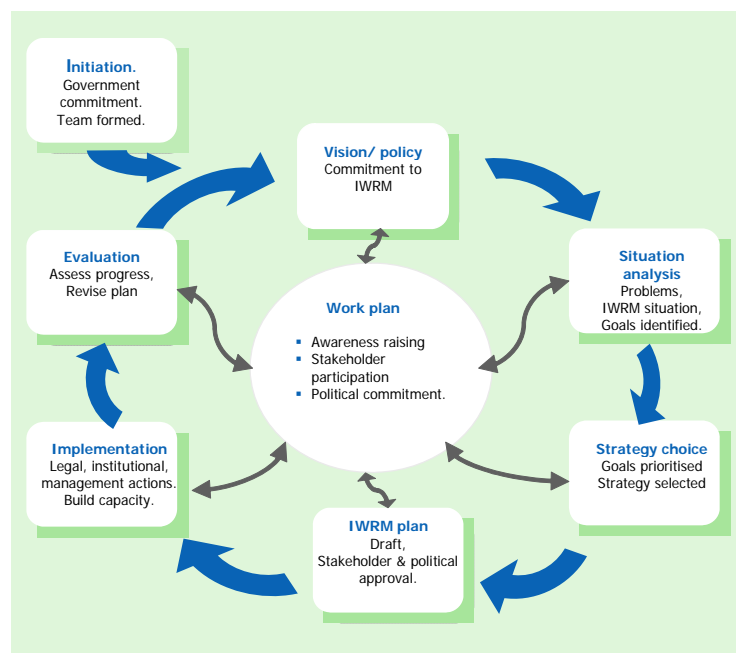 Initiation.
Government
commitment.
Team formed.
Vision/ policy
Commitment to
IWRM
Situation
analysis
Problems,
IWRM situation,
Goals identified.
Strategy choice
Goals prioritised
Strategy selected
IWRM plan
Draft,
Stakeholder & political
approval.
Implementation
Legal, institutional,
management actions.
Build capacity.
Evaluation
Assess progress,
Revise plan
Work plan
▪ Awareness raising
▪ Stakeholder
participation
▪ Political commitment.